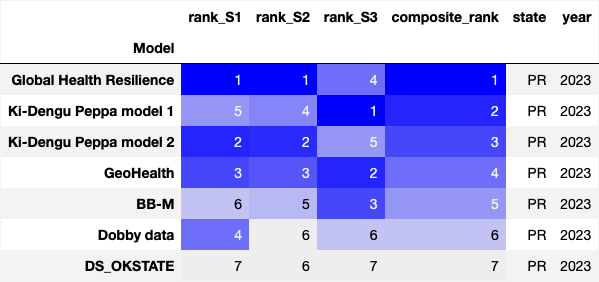 rank_S1 rank_S2 rank_S3 composite_rank state year
Model
Global Health Resilience 1 1 4 1 PR 2023
Ki-Dengu Peppa model 1 5 4 1 2 PR 2023
Ki-Dengu Peppa model 2 2 2 5 3 PR 2023
GeoHealth 3 3 2 4 PR 2023
BB-M 6 5 3 5 PR 2023
Dobby data 4 6 6 6 PR 2023
DS_OKSTATE 7 6 7 7 PR 2023